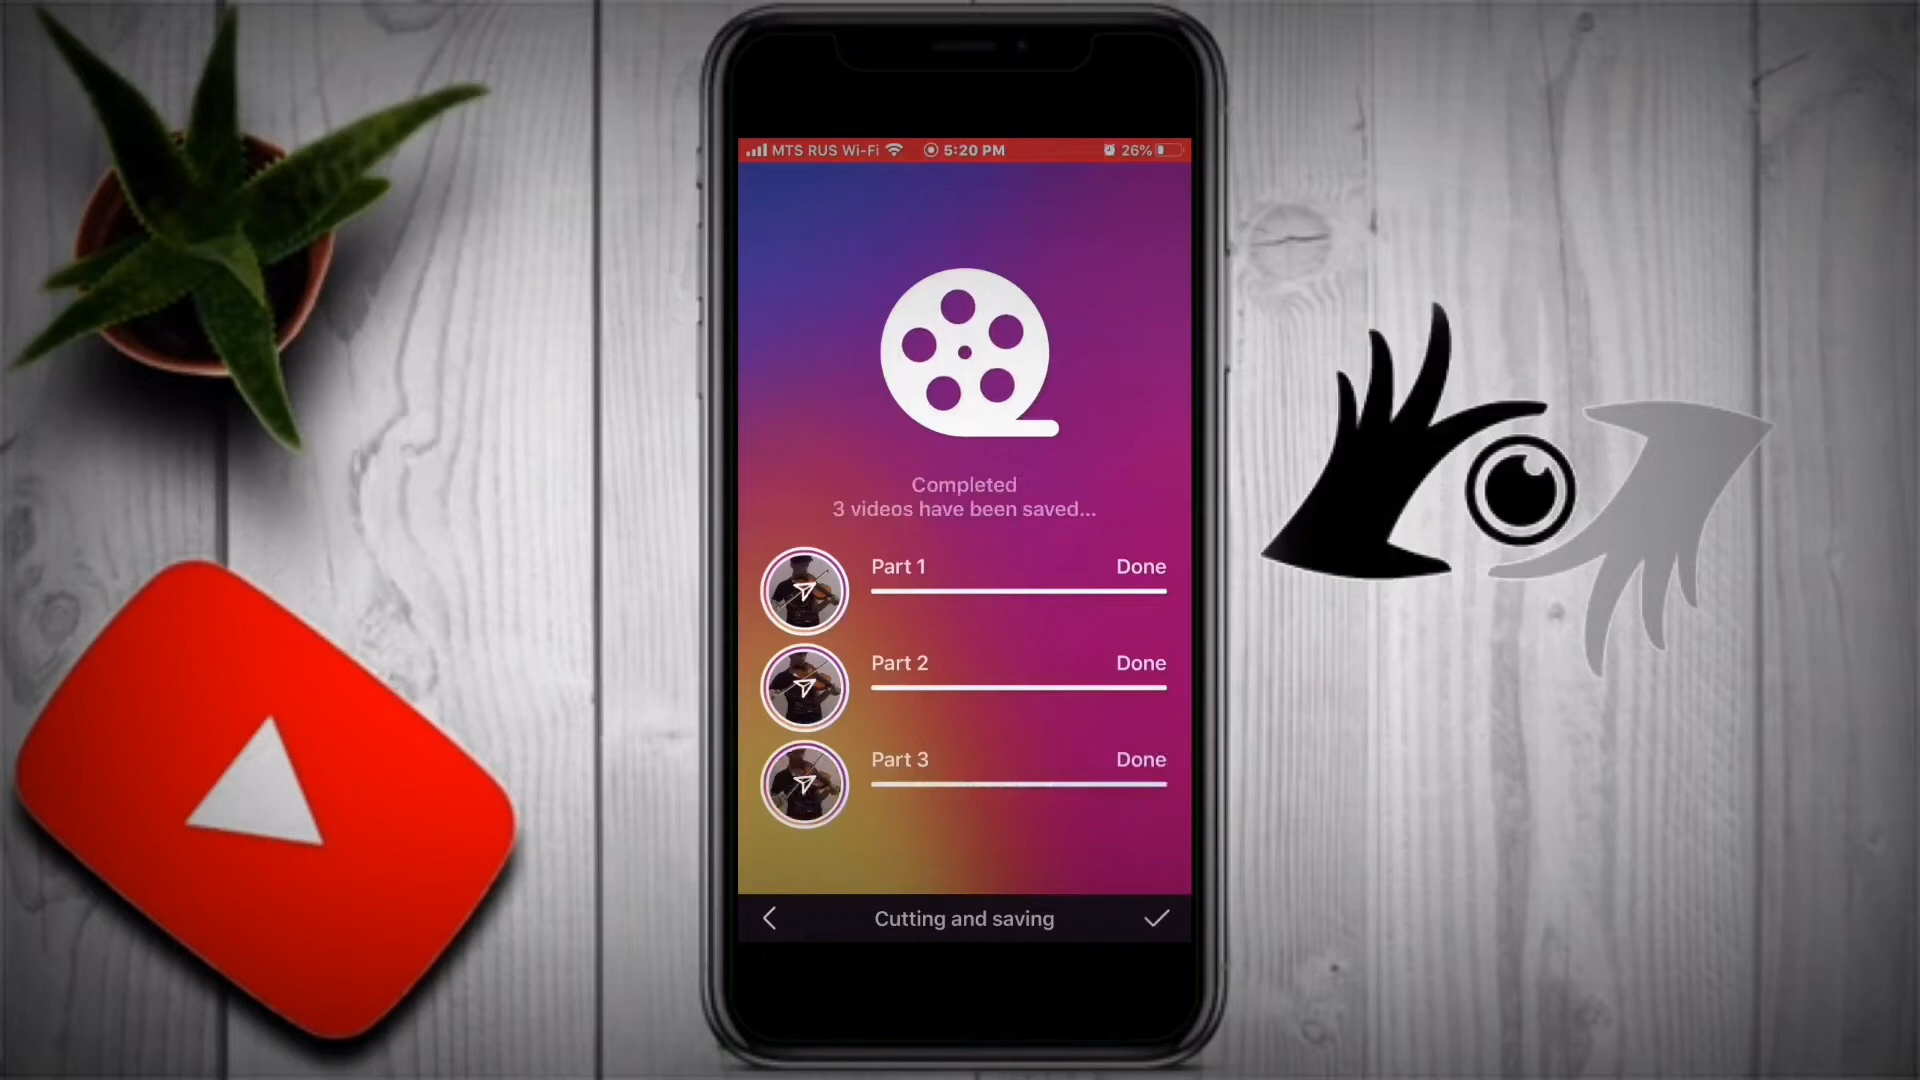 MTS RUS Wi-Fi 5:20 PM 26%
Completed
3 videos have been saved...
Part 1 Done
Part 2 Done
Part 3 Done
Cutting and saving